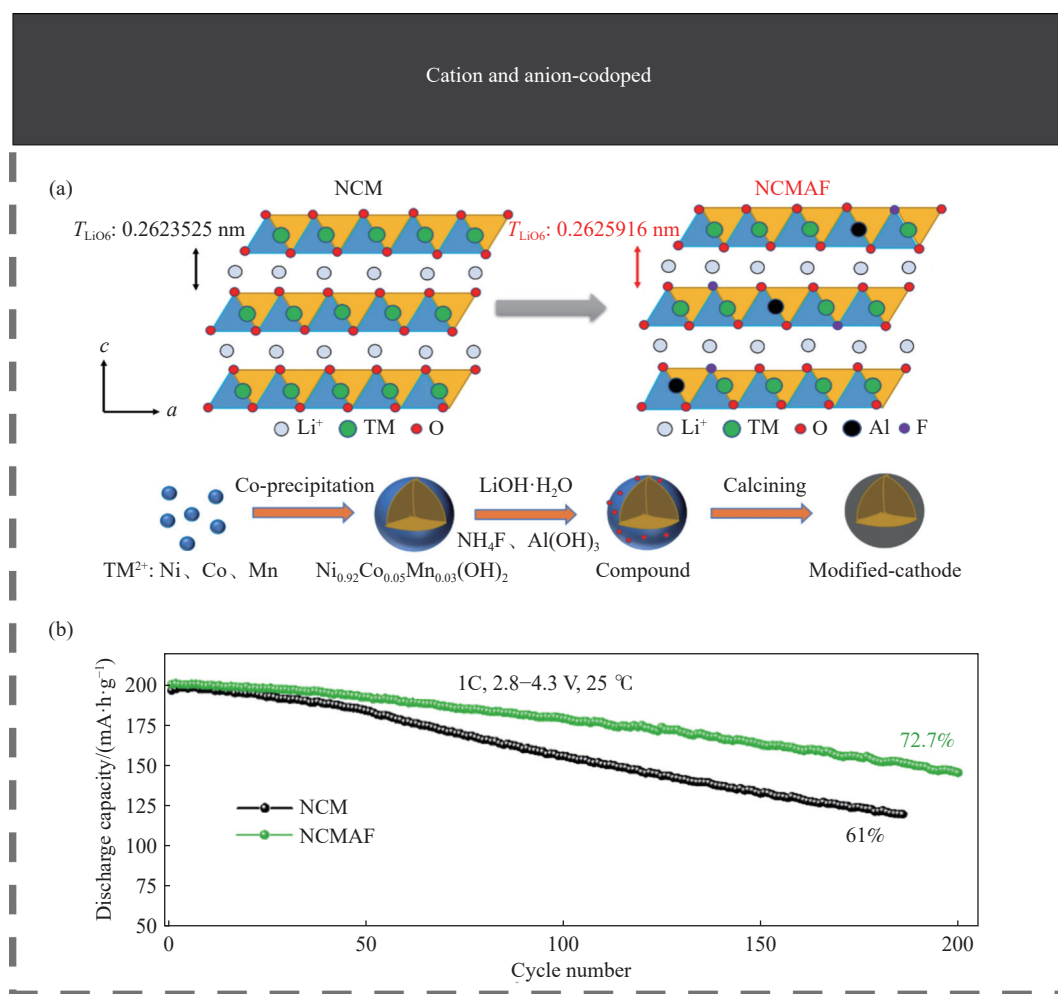 Cation and anion-codoped
(a)
NCM
NCMAF
T_LiO6: 0.2623525 nm
T_LiO6: 0.2625916 nm
c
a
Li⁺ TM O
Li⁺ TM O Al F
Co-precipitation
LiOH·H₂O
Calcining
NH₄F、Al(OH)₃
TM²⁺: Ni、Co、Mn
Ni₀.₉₂Co₀.₀₅Mn₀.₀₃(OH)₂
Compound
Modified-cathode
(b)
Discharge capacity/(mA·h·g⁻¹)
200
175
150
125
100
75
50
1C, 2.8−4.3 V, 25 ℃
72.7%
61%
NCM
NCMAF
0
50
100
150
200
Cycle number